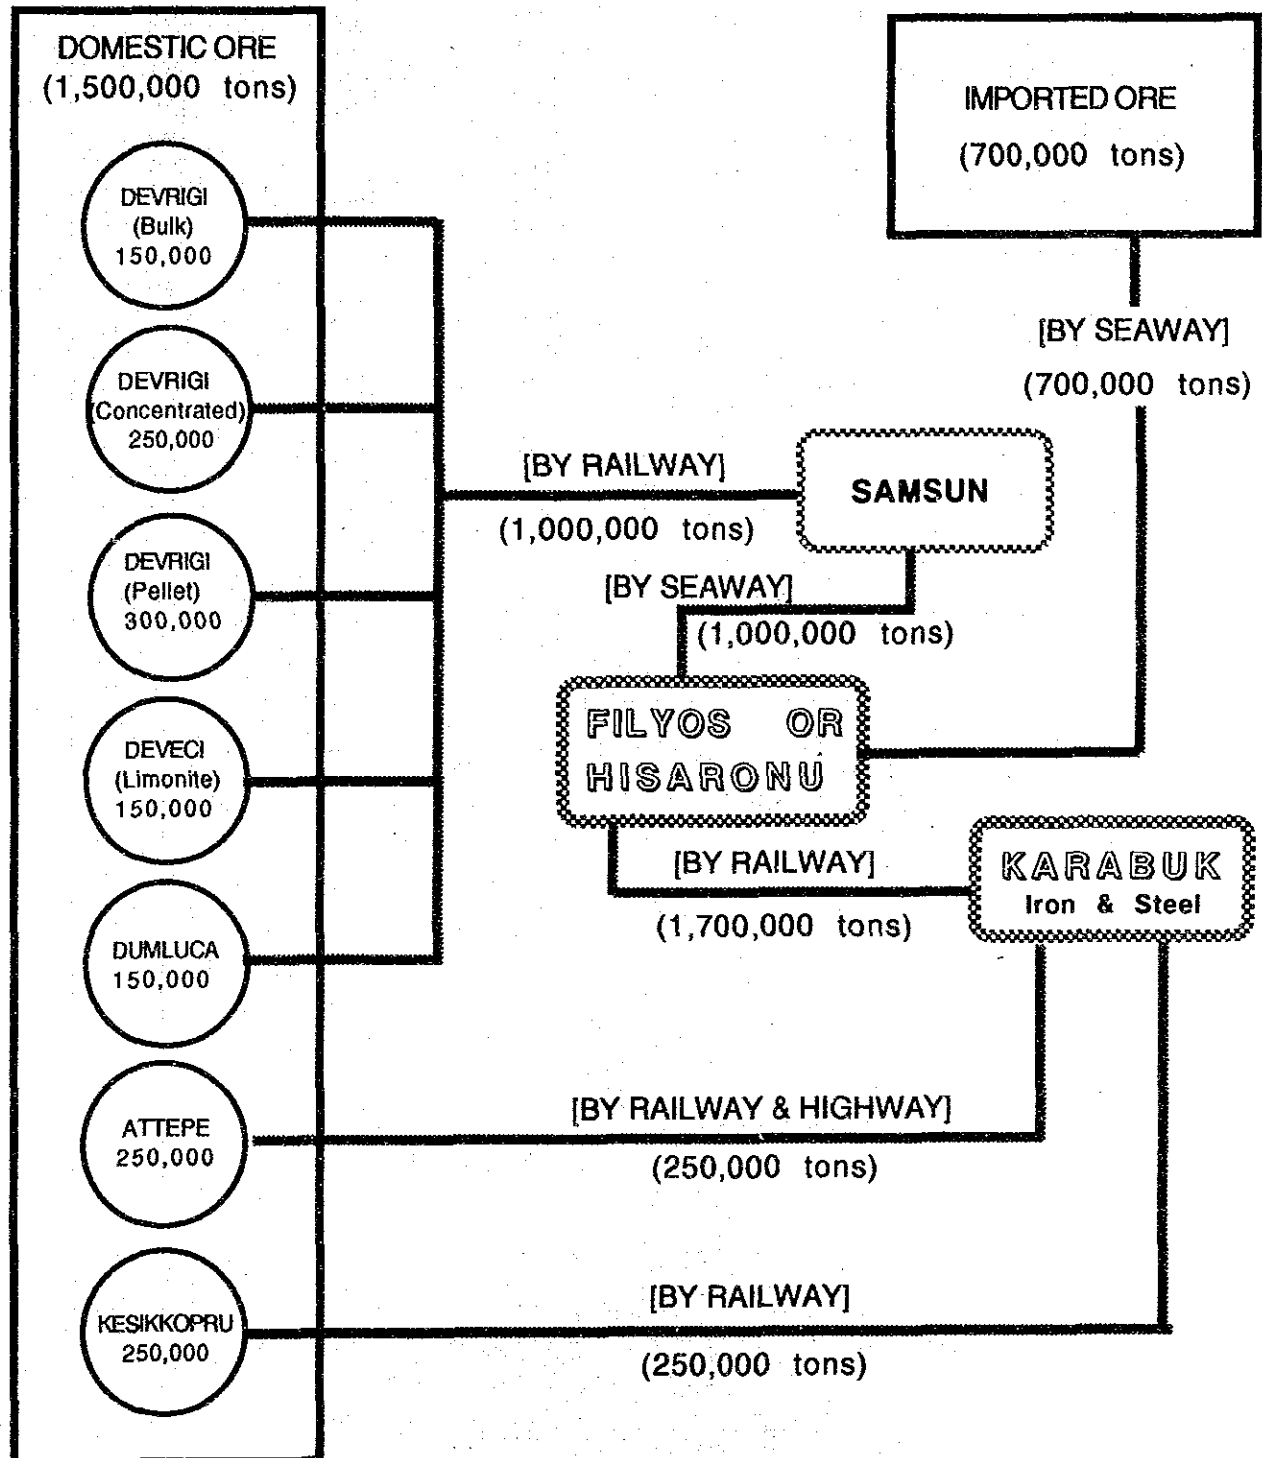 DOMESTIC ORE
(1,500,000 tons)
DEVRIGI
(Bulk)
150,000
DEVRIGI
(Concentrated)
250,000
DEVRIGI
(Pellet)
300,000
DEVECI
(Limonite)
150,000
DUMLUCA
150,000
ATTEPE
250,000
KESIKKOPRU
250,000
IMPORTED ORE
(700,000 tons)
[BY SEAWAY]
(700,000 tons)
[BY RAILWAY]
(1,000,000 tons)
SAMSUN
[BY SEAWAY]
(1,000,000 tons)
FILYOS OR
HISARONU
[BY RAILWAY]
(1,700,000 tons)
KARABUK
Iron & Steel
[BY RAILWAY & HIGHWAY]
(250,000 tons)
[BY RAILWAY]
(250,000 tons)